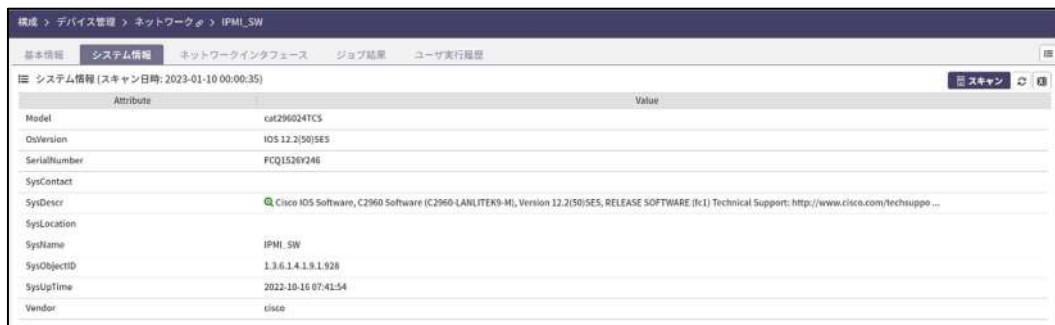 構成 > デバイス管理 > ネットワーク > IPMI_SW
基本情報 システム情報 ネットワークインタフェース ジョブ結果 ユーザ実行履歴
システム情報 (スキャン日時: 2023-01-10 00:00:35) スキャン
Attribute Value
Model cat296024TCS
OsVersion IOS 12.2(50)SE5
SerialNumber FCQ1526Y246
SysContact
SysDescr Cisco IOS Software, C2960 Software (C2960-LANLITEK9-M), Version 12.2(50)SE5, RELEASE SOFTWARE (fc1) Technical Support: http://www.cisco.com/techsuppo ...
SysLocation
SysName IPMI_SW
SysObjectID 1.3.6.1.4.1.9.1.928
SysUpTime 2022-10-16 07:41:54
Vendor cisco